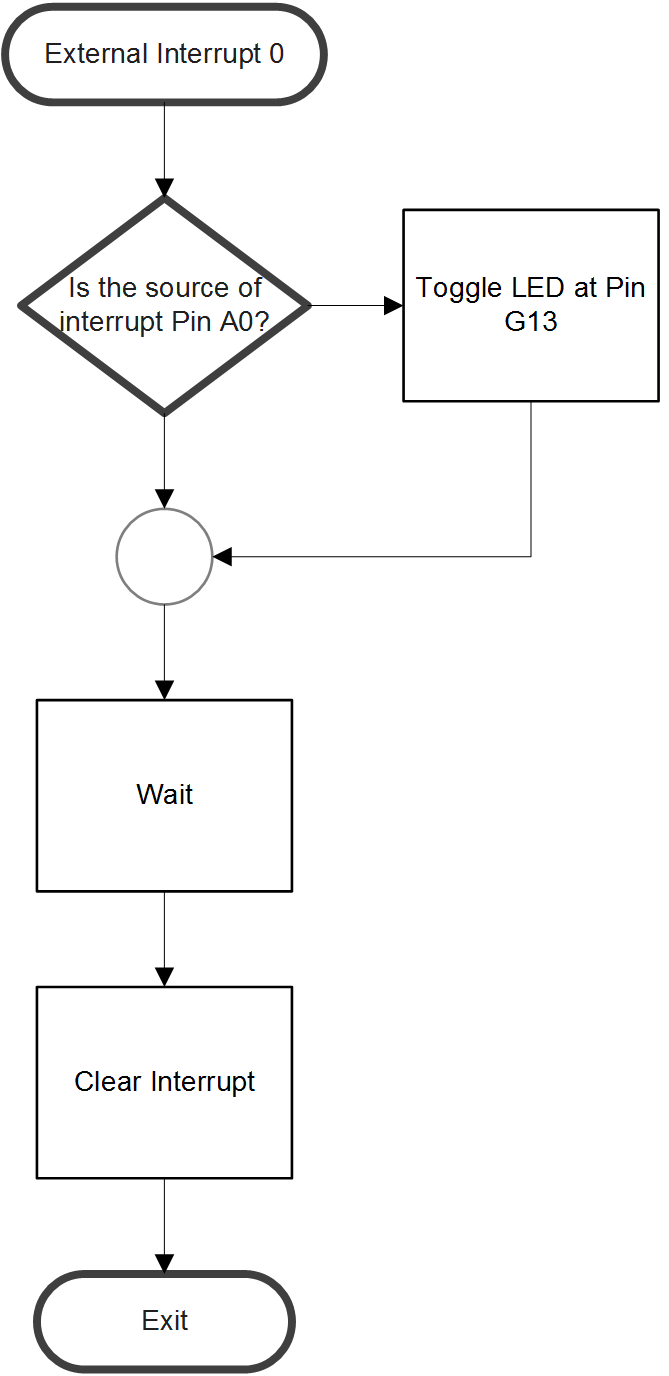 External Interrupt 0
Is the source of
interrupt Pin A0?
Toggle LED at Pin
G13
Wait
Clear Interrupt
Exit